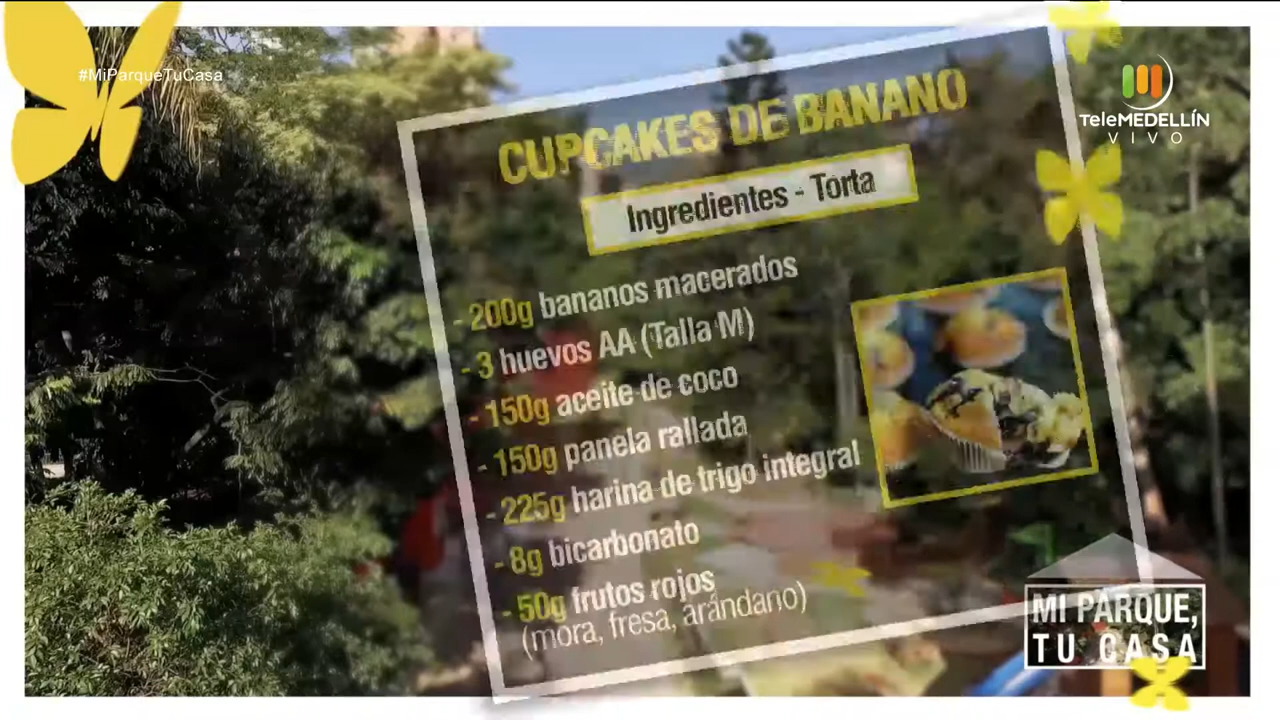 #MiParqueTuCasa
TeleMEDELLÍN
VIVO
CUPCAKES DE BANANO
Ingredientes - Torta
- 200g bananos macerados
- 3 huevos AA (Talla M)
- 150g aceite de coco
- 150g panela rallada
- 225g harina de trigo integral
- 8g bicarbonato
- 50g frutos rojos
(mora, fresa, arándano)
MI PARQUE,
TU CASA